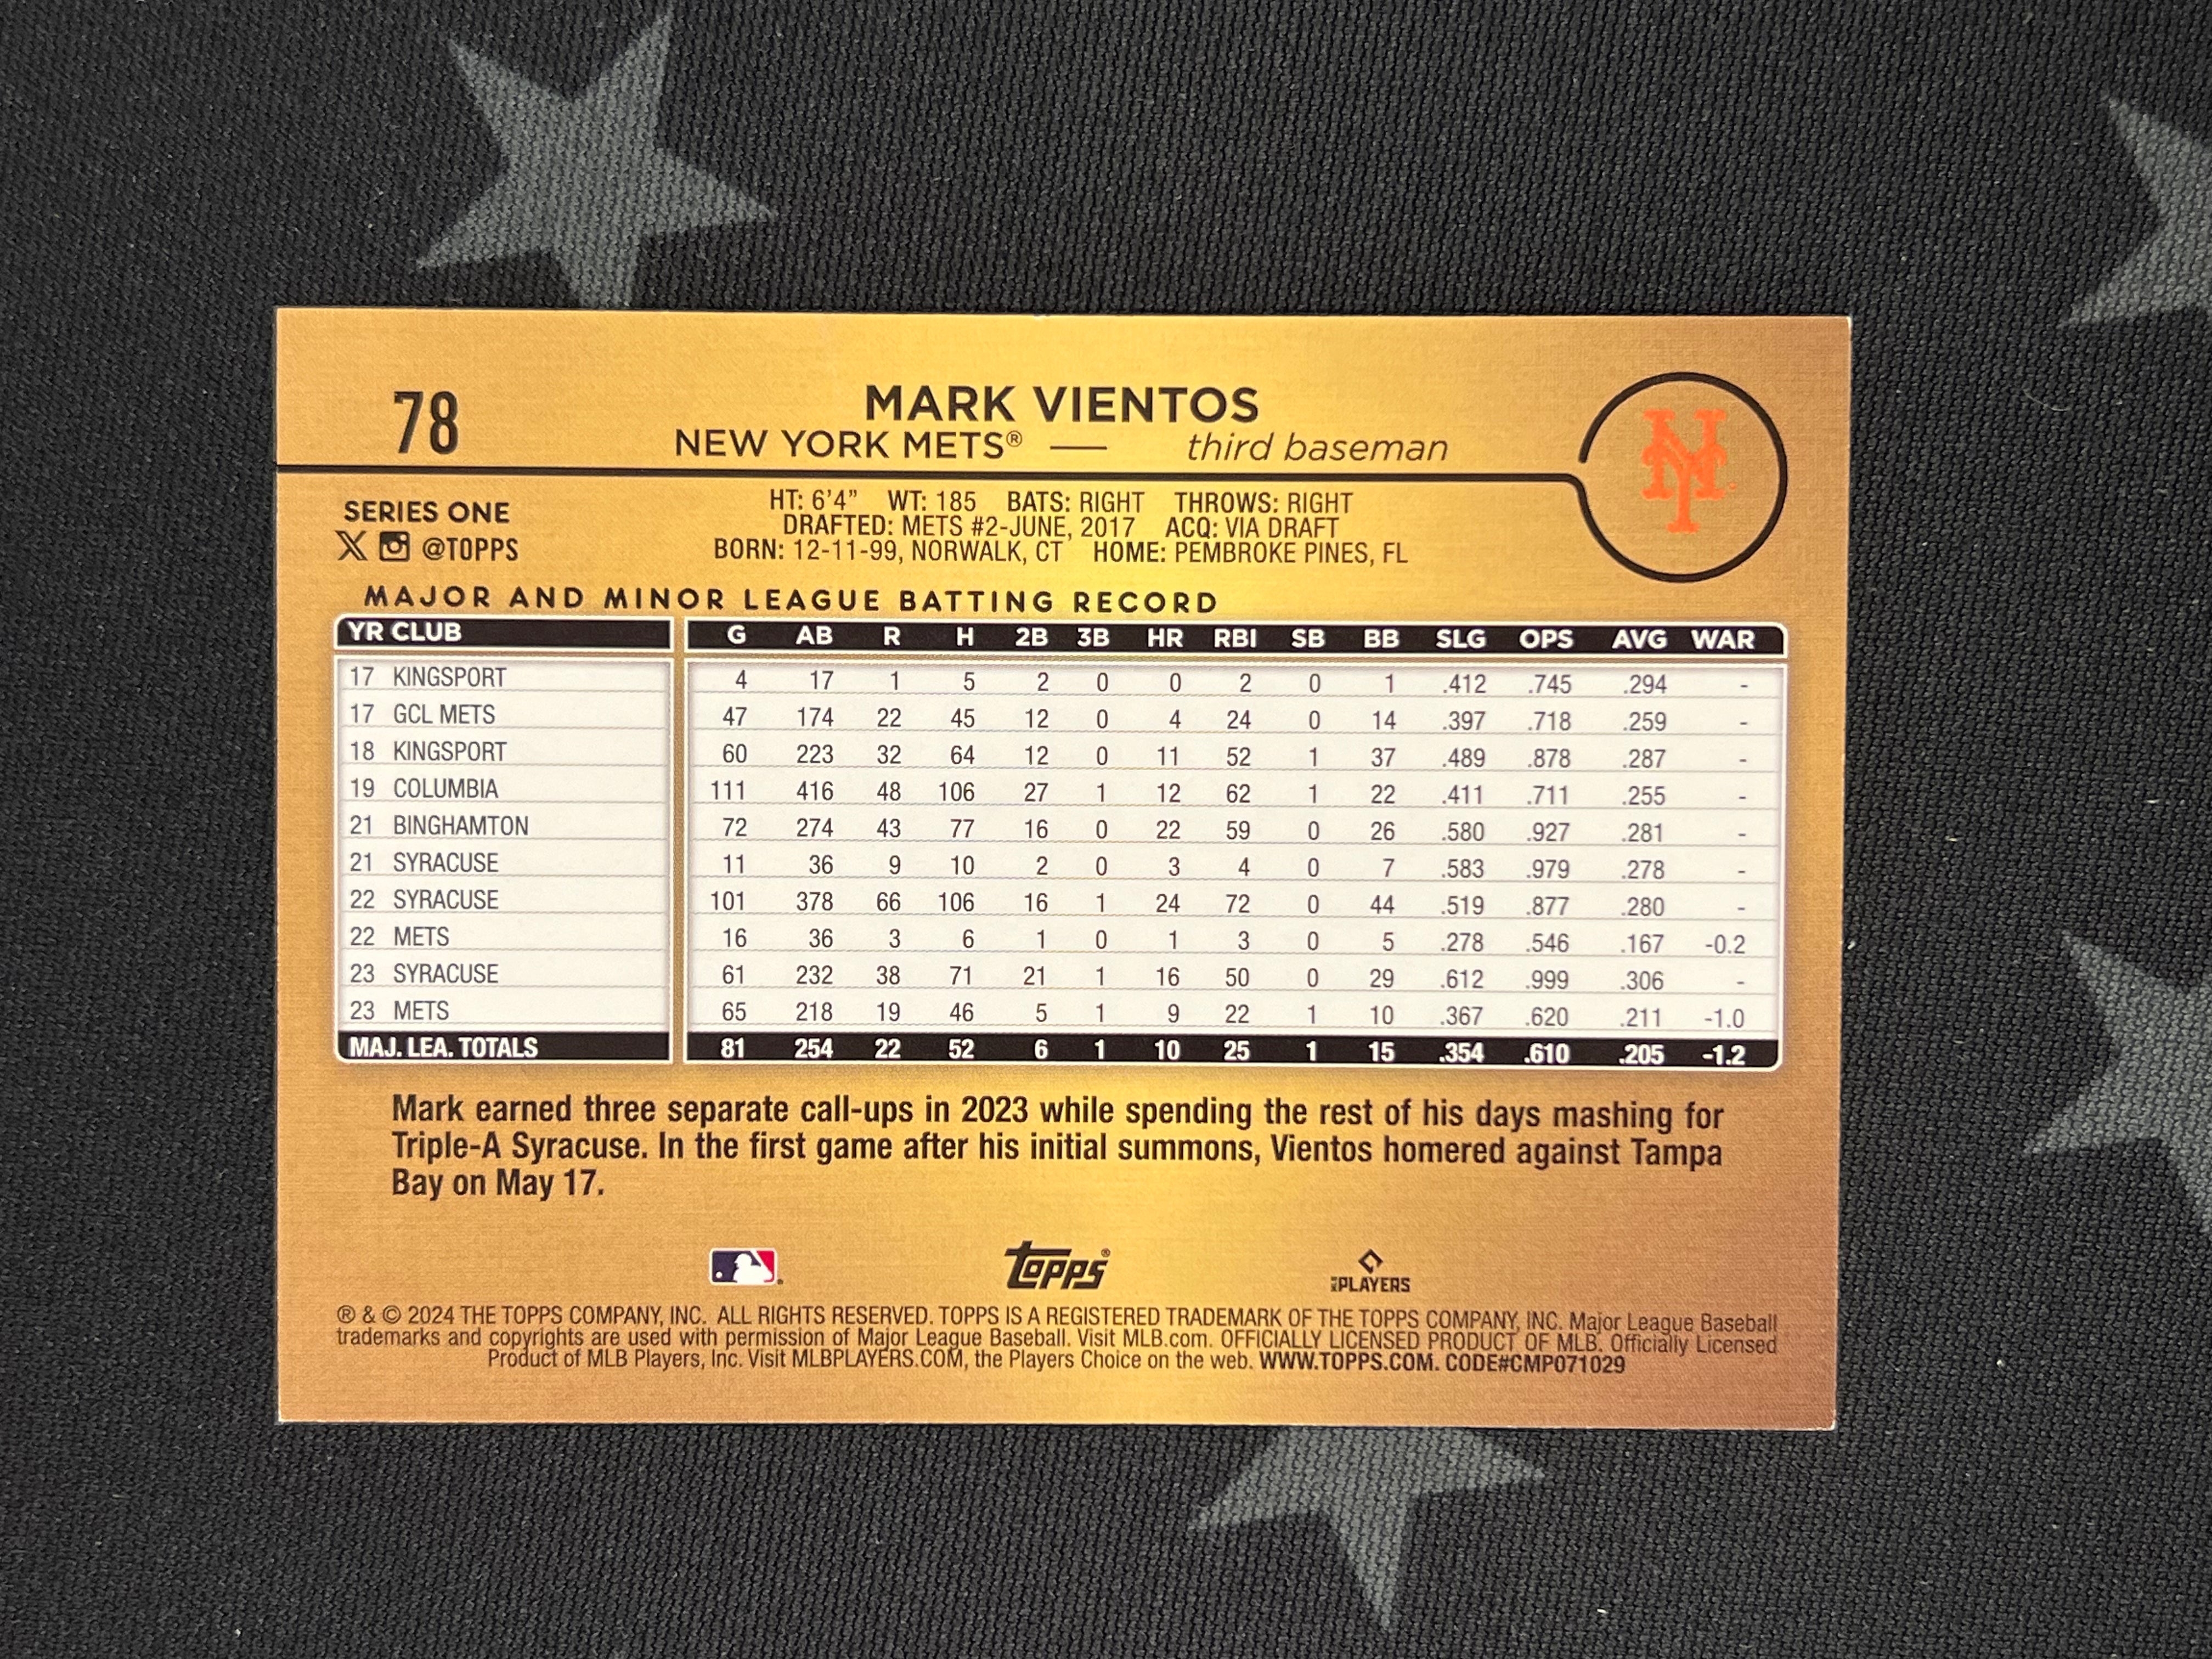 78
MARK VIENTOS
NEW YORK METS® — third baseman
NY
SERIES ONE
@TOPPS
HT: 6'4" WT: 185 BATS: RIGHT THROWS: RIGHT
DRAFTED: METS #2-JUNE, 2017 ACQ: VIA DRAFT
BORN: 12-11-99, NORWALK, CT HOME: PEMBROKE PINES, FL
MAJOR AND MINOR LEAGUE BATTING RECORD
YR CLUB G AB R H 2B 3B HR RBI SB BB SLG OPS AVG WAR
17 KINGSPORT 4 17 1 5 2 0 0 2 0 1 .412 .745 .294 -
17 GCL METS 47 174 22 45 12 0 4 24 0 14 .397 .718 .259 -
18 KINGSPORT 60 223 32 64 12 0 11 52 1 37 .489 .878 .287 -
19 COLUMBIA 111 416 48 106 27 1 12 62 1 22 .411 .711 .255 -
21 BINGHAMTON 72 274 43 77 16 0 22 59 0 26 .580 .927 .281 -
21 SYRACUSE 11 36 9 10 2 0 3 4 0 7 .583 .979 .278 -
22 SYRACUSE 101 378 66 106 16 1 24 72 0 44 .519 .877 .280 -
22 METS 16 36 3 6 1 0 1 3 0 5 .278 .546 .167 -0.2
23 SYRACUSE 61 232 38 71 21 1 16 50 0 29 .612 .999 .306 -
23 METS 65 218 19 46 5 1 9 22 1 10 .367 .620 .211 -1.0
MAJ. LEA. TOTALS 81 254 22 52 6 1 10 25 1 15 .354 .610 .205 -1.2
Mark earned three separate call-ups in 2023 while spending the rest of his days mashing for
Triple-A Syracuse. In the first game after his initial summons, Vientos homered against Tampa
Bay on May 17.
topps® PLAYERS
® & © 2024 THE TOPPS COMPANY, INC. ALL RIGHTS RESERVED. TOPPS IS A REGISTERED TRADEMARK OF THE TOPPS COMPANY, INC. Major League Baseball
trademarks and copyrights are used with permission of Major League Baseball. Visit MLB.com. OFFICIALLY LICENSED PRODUCT OF MLB. Officially Licensed
Product of MLB Players, Inc. Visit MLBPLAYERS.COM, the Players Choice on the web. WWW.TOPPS.COM. CODE#CMP071029